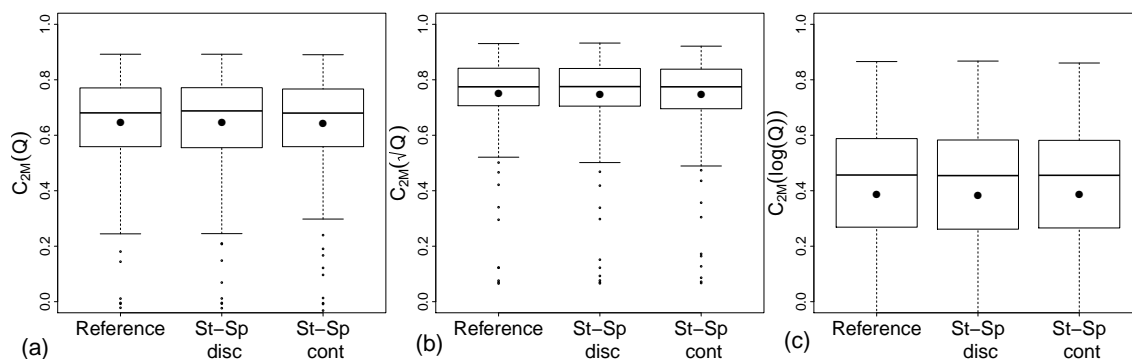 C2M(Q)
1.0
0.8
0.6
0.4
0.2
0.0
Reference
St–Sp disc
St–Sp cont
(a)
C2M(√Q)
1.0
0.8
0.6
0.4
0.2
0.0
Reference
St–Sp disc
St–Sp cont
(b)
C2M(log(Q))
1.0
0.8
0.6
0.4
0.2
0.0
Reference
St–Sp disc
St–Sp cont
(c)